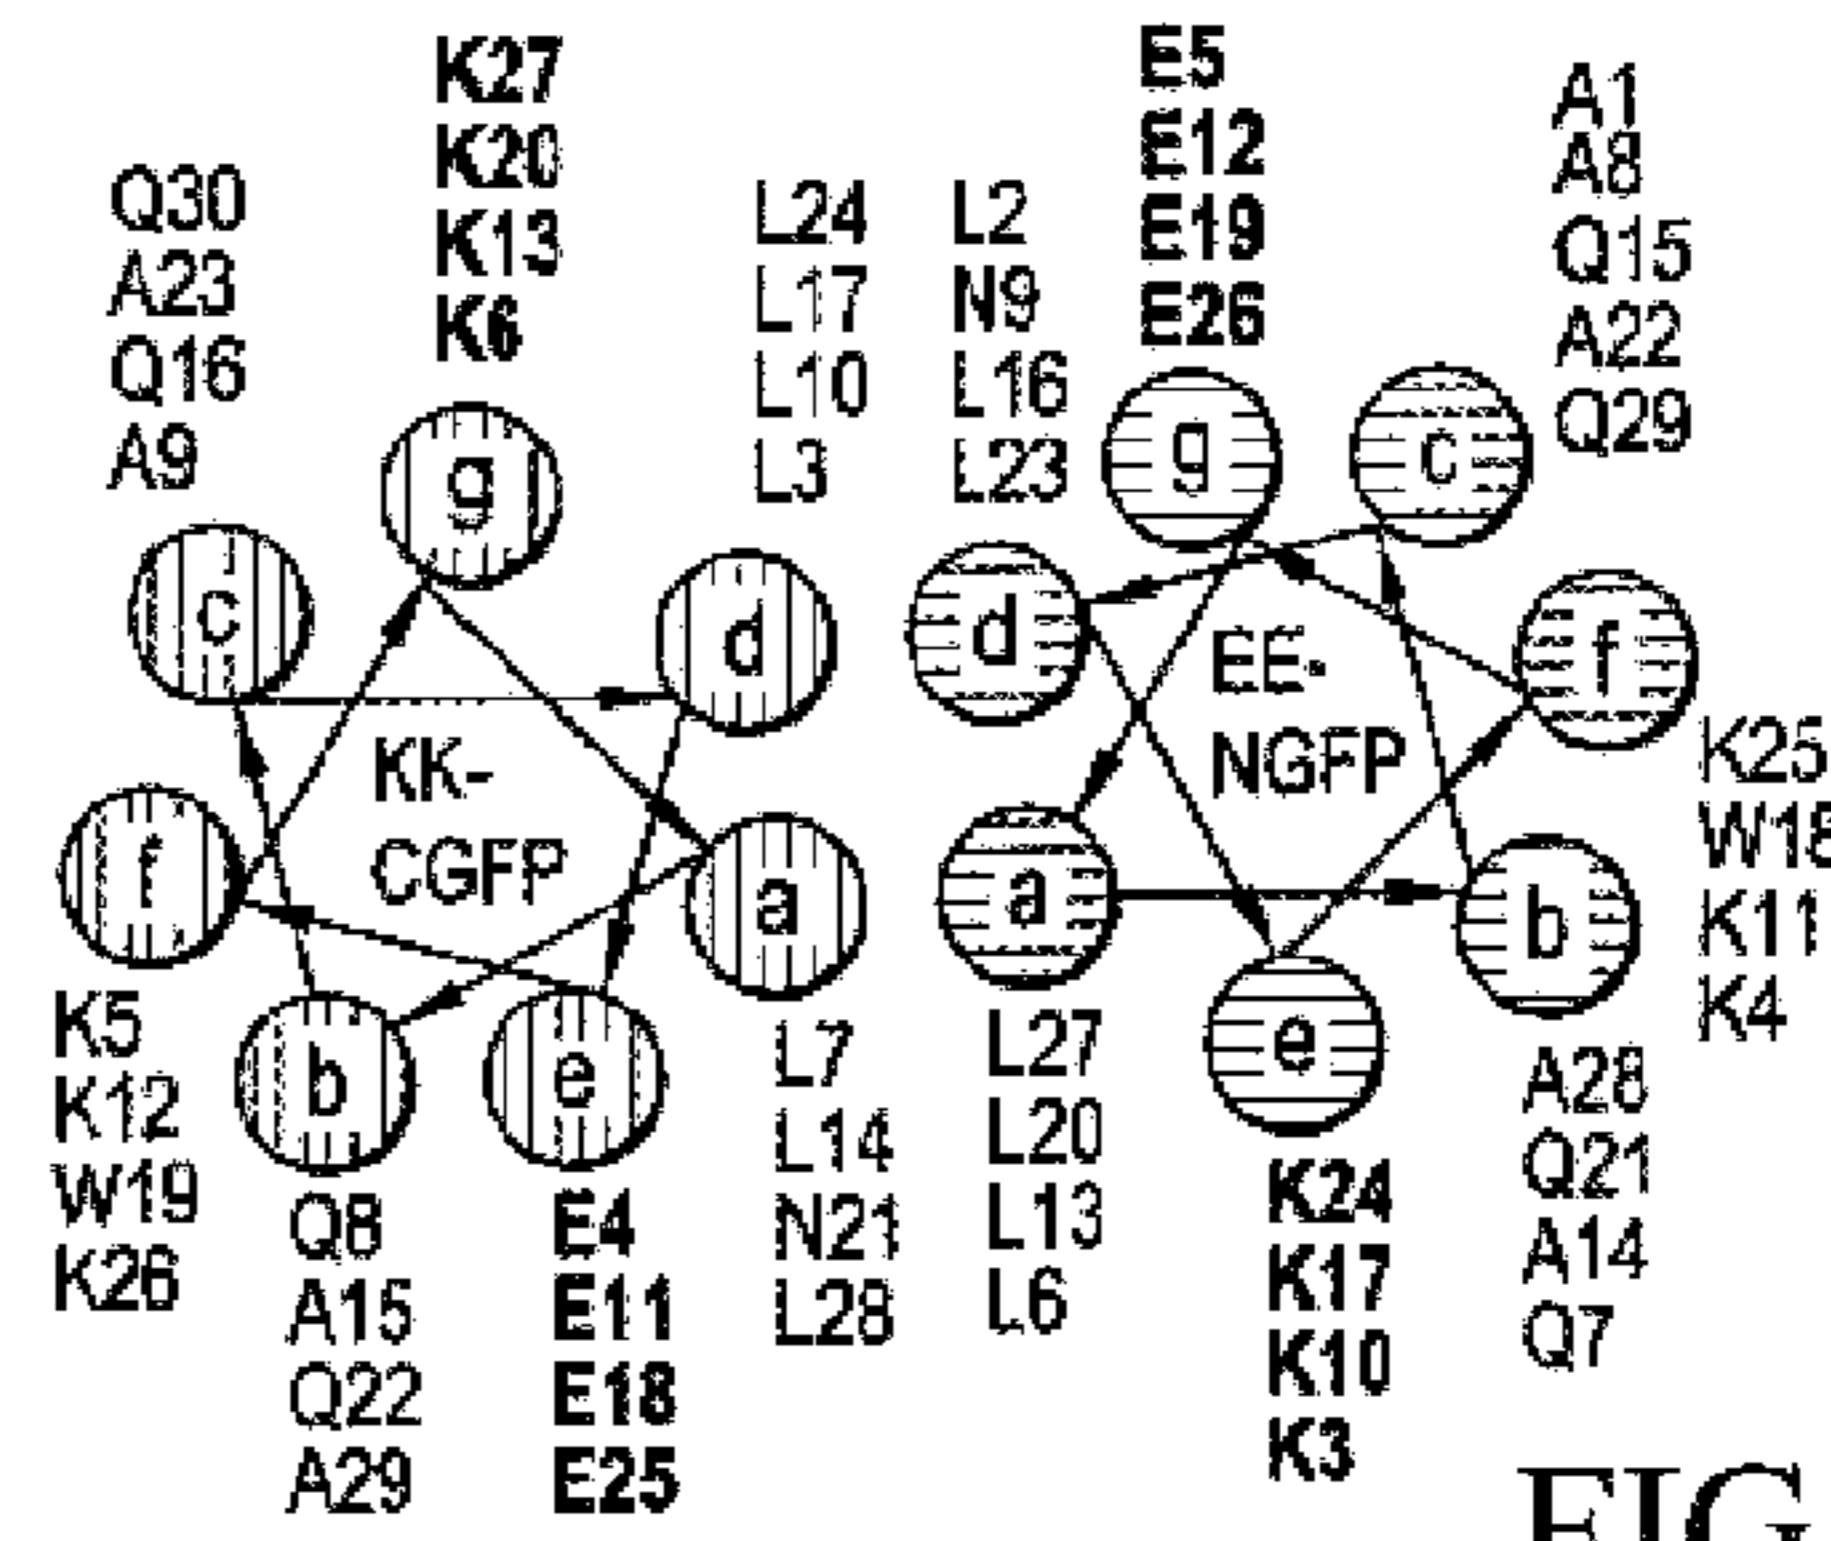 K27
K20
K13
K6
Q30
A23
Q16
A9
L24
L17
L10
L3
g
c
d
KK-
CGFP
f
a
b
e
K5
K12
W19
K26
Q8
A15
Q22
A29
E4
E11
E18
E25
L7
L14
N21
L28
E5
E12
E19
E26
L2
N9
L16
L23
A1
A8
Q15
A22
Q29
g
c
d
f
EE-
NGFP
a
b
e
K25
W18
K11
K4
L27
L20
L13
L6
K24
K17
K10
K3
A28
Q21
A14
Q7
FIG